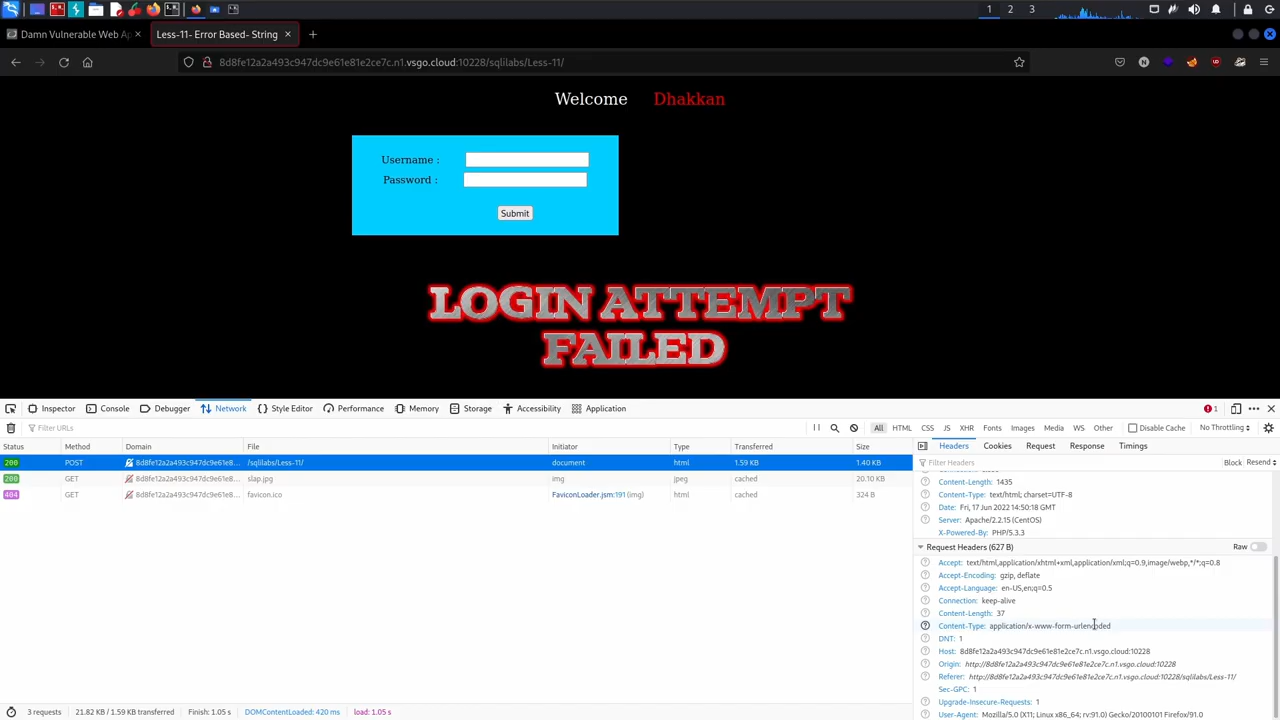 1 2 3
Damn Vulnerable Web Ap
Less-11- Error Based- String
8d8fe12a2a493c947dc9e61e81e2ce7c.n1.vsgo.cloud:10228/sqlilabs/Less-11/
Welcome Dhakkan
Username :
Password :
Submit
LOGIN ATTEMPT
FAILED
Inspector Console Debugger Network Style Editor Performance Memory Storage Accessibility Application 1
Filter URLs All HTML CSS JS XHR Fonts Images Media WS Other Disable Cache No Throttling
Status Method Domain File Initiator Type Transferred Size Headers Cookies Request Response Timings
200 POST 8d8fe12a2a493c947dc9e61e8... /sqlilabs/Less-11/ document html 1.59 KB 1.40 KB
200 GET 8d8fe12a2a493c947dc9e61e8... slap.jpg img jpeg cached 20.10 KB
404 GET 8d8fe12a2a493c947dc9e61e8... favicon.ico FaviconLoader.jsm:191 (img) html cached 324 B
Filter Headers Block Resend
Content-Length: 1435
Content-Type: text/html; charset=UTF-8
Date: Fri, 17 Jun 2022 14:50:18 GMT
Server: Apache/2.2.15 (CentOS)
X-Powered-By: PHP/5.3.3
Request Headers (627 B) Raw
Accept: text/html,application/xhtml+xml,application/xml;q=0.9,image/webp,*/*;q=0.8
Accept-Encoding: gzip, deflate
Accept-Language: en-US,en;q=0.5
Connection: keep-alive
Content-Length: 37
Content-Type: application/x-www-form-urlencoded
DNT: 1
Host: 8d8fe12a2a493c947dc9e61e81e2ce7c.n1.vsgo.cloud:10228
Origin: http://8d8fe12a2a493c947dc9e61e81e2ce7c.n1.vsgo.cloud:10228
Referer: http://8d8fe12a2a493c947dc9e61e81e2ce7c.n1.vsgo.cloud:10228/sqlilabs/Less-11/
Sec-GPC: 1
Upgrade-Insecure-Requests: 1
User-Agent: Mozilla/5.0 (X11; Linux x86_64; rv:91.0) Gecko/20100101 Firefox/91.0
3 requests 21.82 KB / 1.59 KB transferred Finish: 1.05 s DOMContentLoaded: 420 ms load: 1.05 s